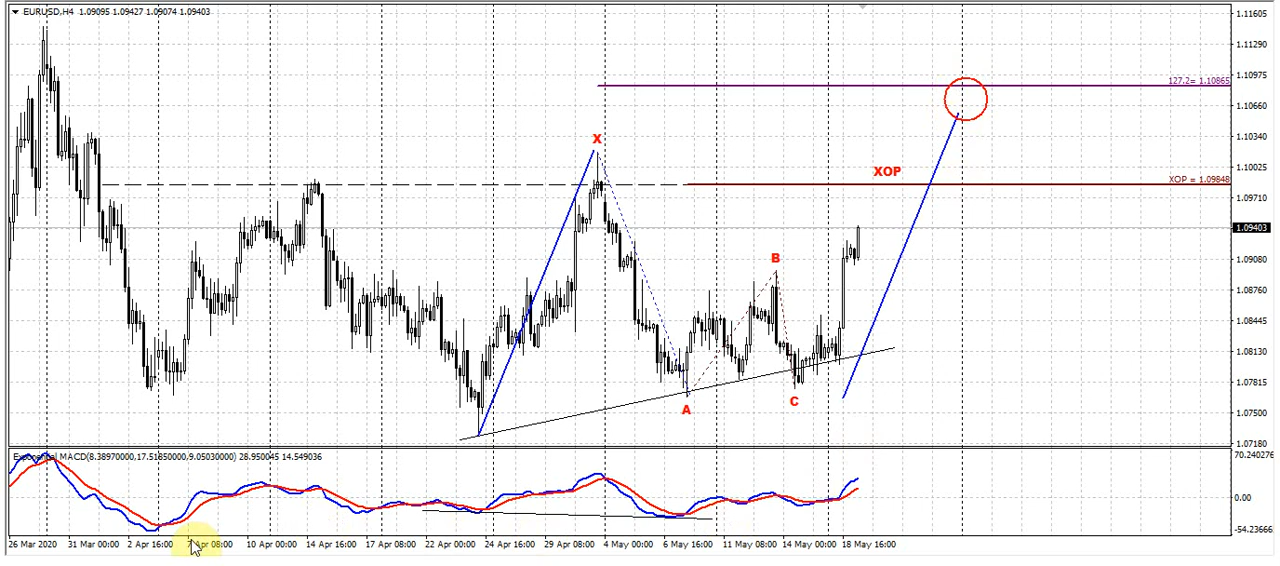 EURUSD,H4 1.09095 1.09427 1.09074 1.09403
1.11605
1.11290
1.10975
127.2= 1.10865
1.10660
X
1.10340
1.10025
XOP
XOP = 1.09848
1.09710
1.09403
B
1.09080
1.08760
1.08445
1.08130
1.07815
C
A
1.07500
1.07180
MACD(8.38970000,17.51850000,9.05030000) 28.950045 14.549036
70.240276
0.00
-54.23666
26 Mar 2020 31 Mar 00:00 2 Apr 16:00 7 Apr 08:00 10 Apr 00:00 14 Apr 16:00 17 Apr 08:00 22 Apr 00:00 24 Apr 16:00 29 Apr 08:00 4 May 00:00 6 May 16:00 11 May 08:00 14 May 00:00 18 May 16:00